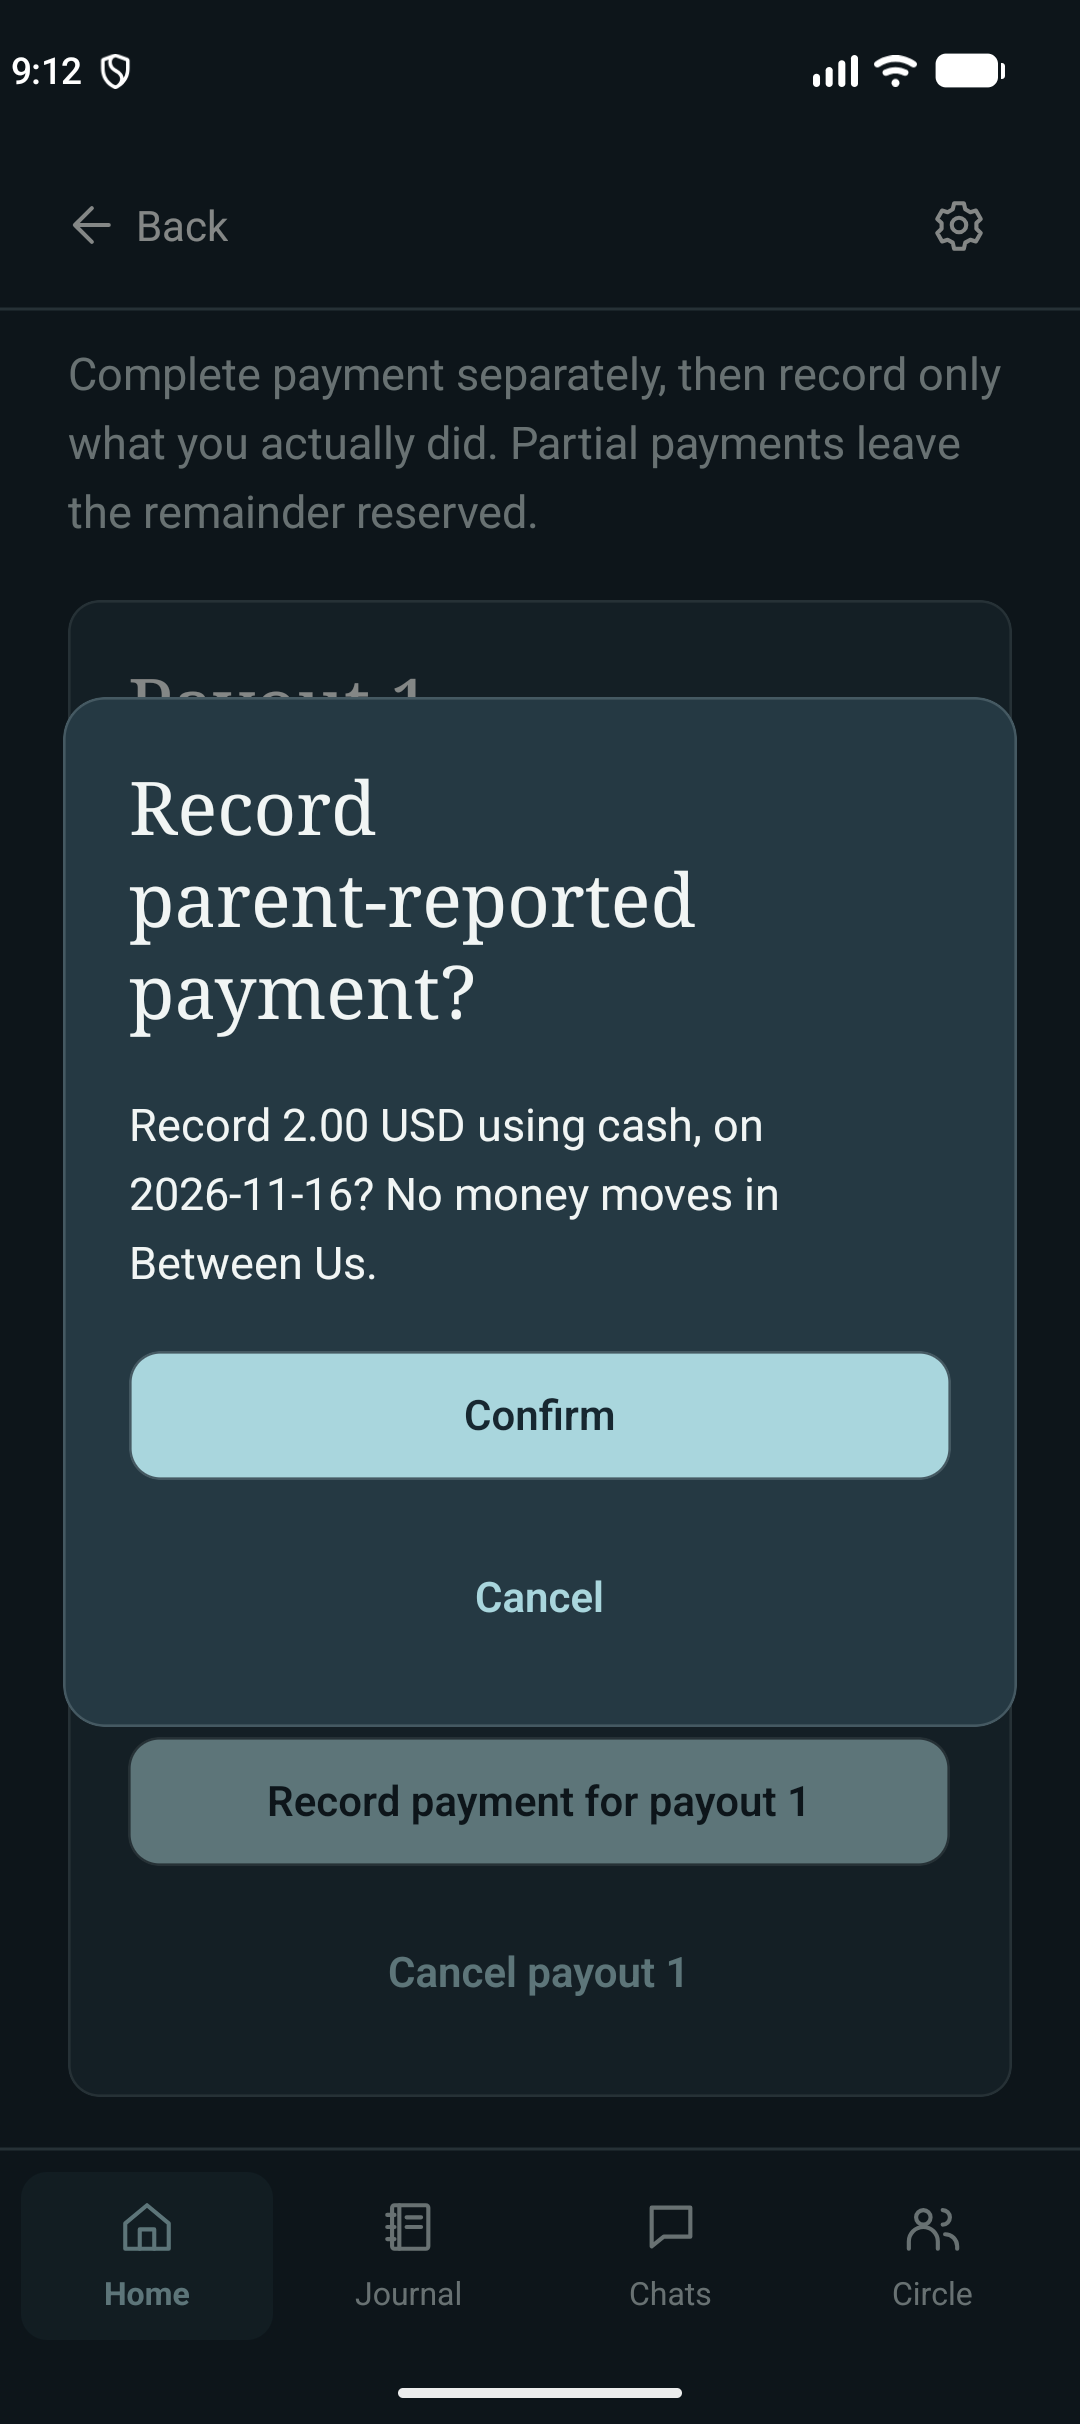 9:12
Back
Complete payment separately, then record only
what you actually did. Partial payments leave
the remainder reserved.
Payout 1
Record
parent-reported
payment?
Record 2.00 USD using cash, on
2026-11-16? No money moves in
Between Us.
Confirm
Cancel
Record payment for payout 1
Cancel payout 1
Home
Journal
Chats
Circle